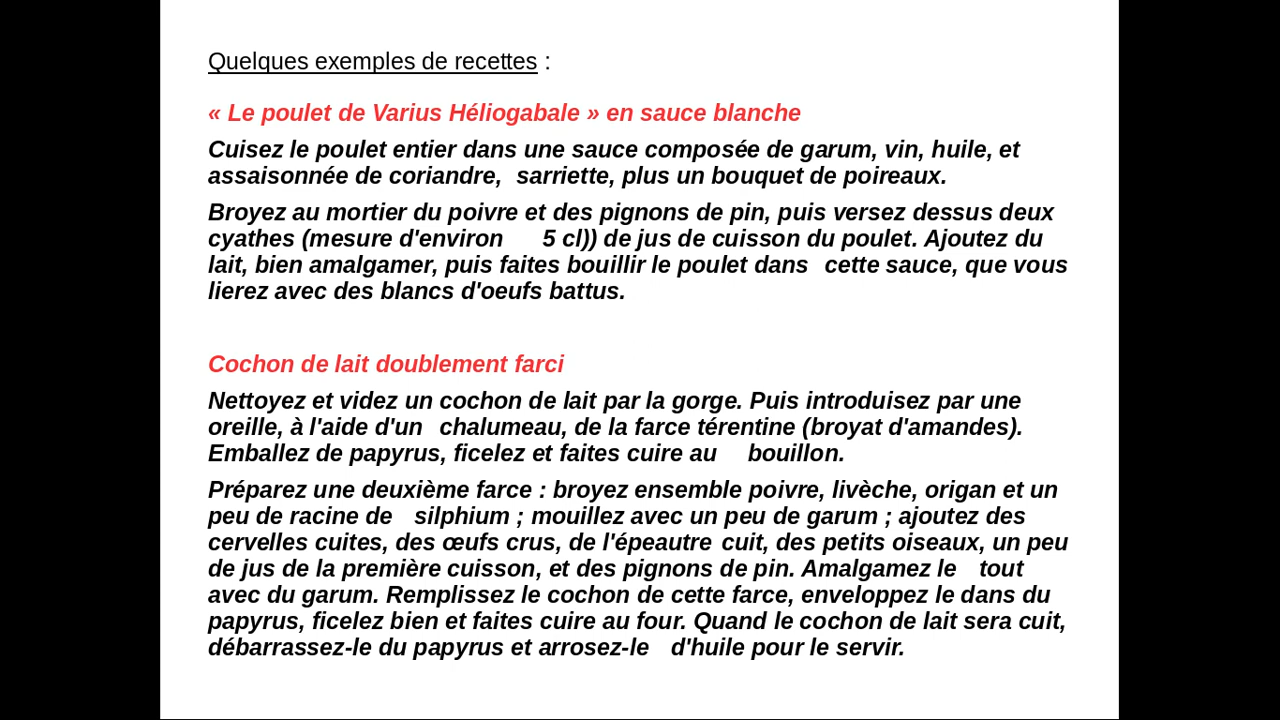 Quelques exemples de recettes :
« Le poulet de Varius Héliogabale » en sauce blanche
Cuisez le poulet entier dans une sauce composée de garum, vin, huile, et
assaisonnée de coriandre, sarriette, plus un bouquet de poireaux.
Broyez au mortier du poivre et des pignons de pin, puis versez dessus deux
cyathes (mesure d'environ 5 cl)) de jus de cuisson du poulet. Ajoutez du
lait, bien amalgamer, puis faites bouillir le poulet dans cette sauce, que vous
lierez avec des blancs d'oeufs battus.
Cochon de lait doublement farci
Nettoyez et videz un cochon de lait par la gorge. Puis introduisez par une
oreille, à l'aide d'un chalumeau, de la farce térentine (broyat d'amandes).
Emballez de papyrus, ficelez et faites cuire au bouillon.
Préparez une deuxième farce : broyez ensemble poivre, livèche, origan et un
peu de racine de silphium ; mouillez avec un peu de garum ; ajoutez des
cervelles cuites, des œufs crus, de l'épeautre cuit, des petits oiseaux, un peu
de jus de la première cuisson, et des pignons de pin. Amalgamez le tout
avec du garum. Remplissez le cochon de cette farce, enveloppez le dans du
papyrus, ficelez bien et faites cuire au four. Quand le cochon de lait sera cuit,
débarrassez-le du papyrus et arrosez-le d'huile pour le servir.